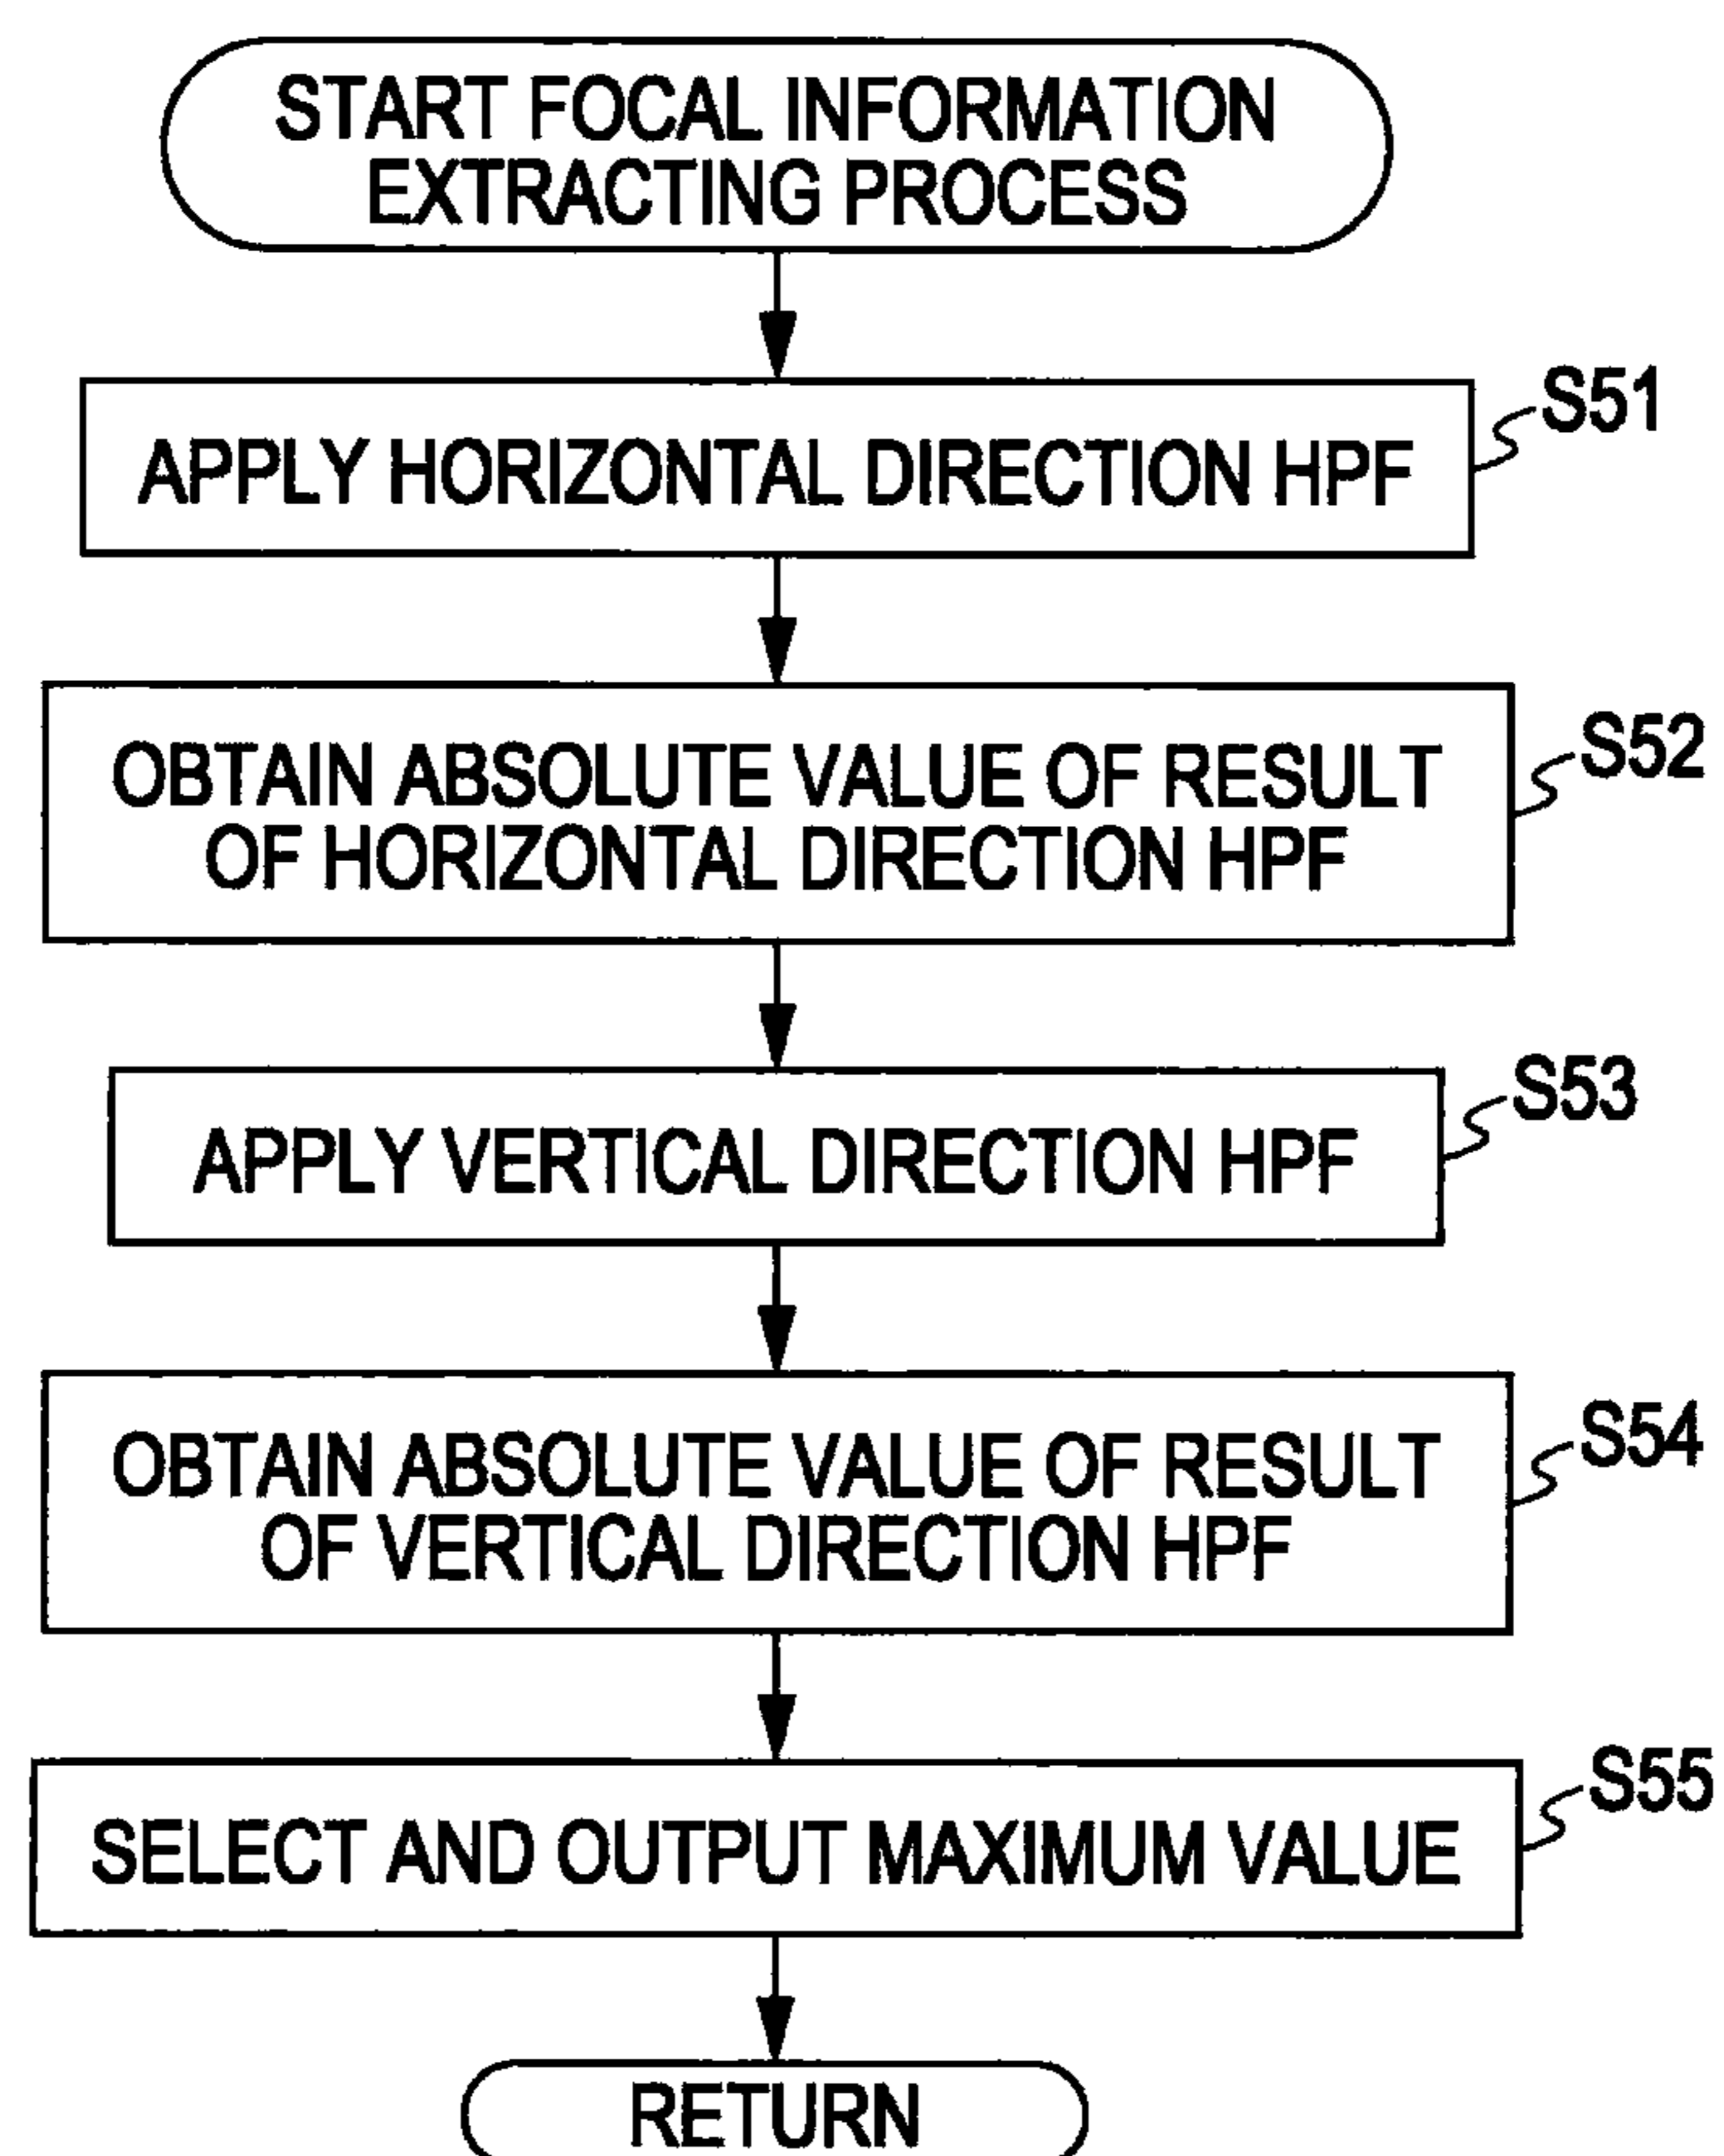 START FOCAL INFORMATION
EXTRACTING PROCESS
S51
APPLY HORIZONTAL DIRECTION HPF
S52
OBTAIN ABSOLUTE VALUE OF RESULT
OF HORIZONTAL DIRECTION HPF
S53
APPLY VERTICAL DIRECTION HPF
S54
OBTAIN ABSOLUTE VALUE OF RESULT
OF VERTICAL DIRECTION HPF
S55
SELECT AND OUTPUT MAXIMUM VALUE
RETURN